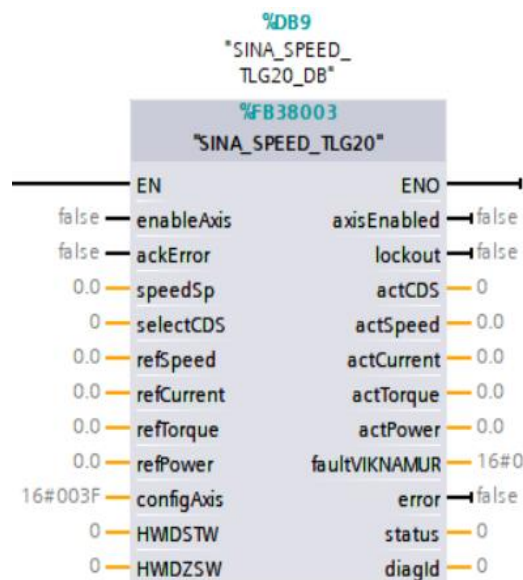 %DB9
"SINA_SPEED_
TLG20_DB"
%FB38003
"SINA_SPEED_TLG20"
EN ENO
false enableAxis axisEnabled false
false ackError lockout false
0.0 speedSp actCDS 0
0 selectCDS actSpeed 0.0
0.0 refSpeed actCurrent 0.0
0.0 refCurrent actTorque 0.0
0.0 refTorque actPower 0.0
0.0 refPower faultVIKNAMUR 16#0
16#003F configAxis error false
0 HWIDSTW status 0
0 HWIDZSW diagId 0